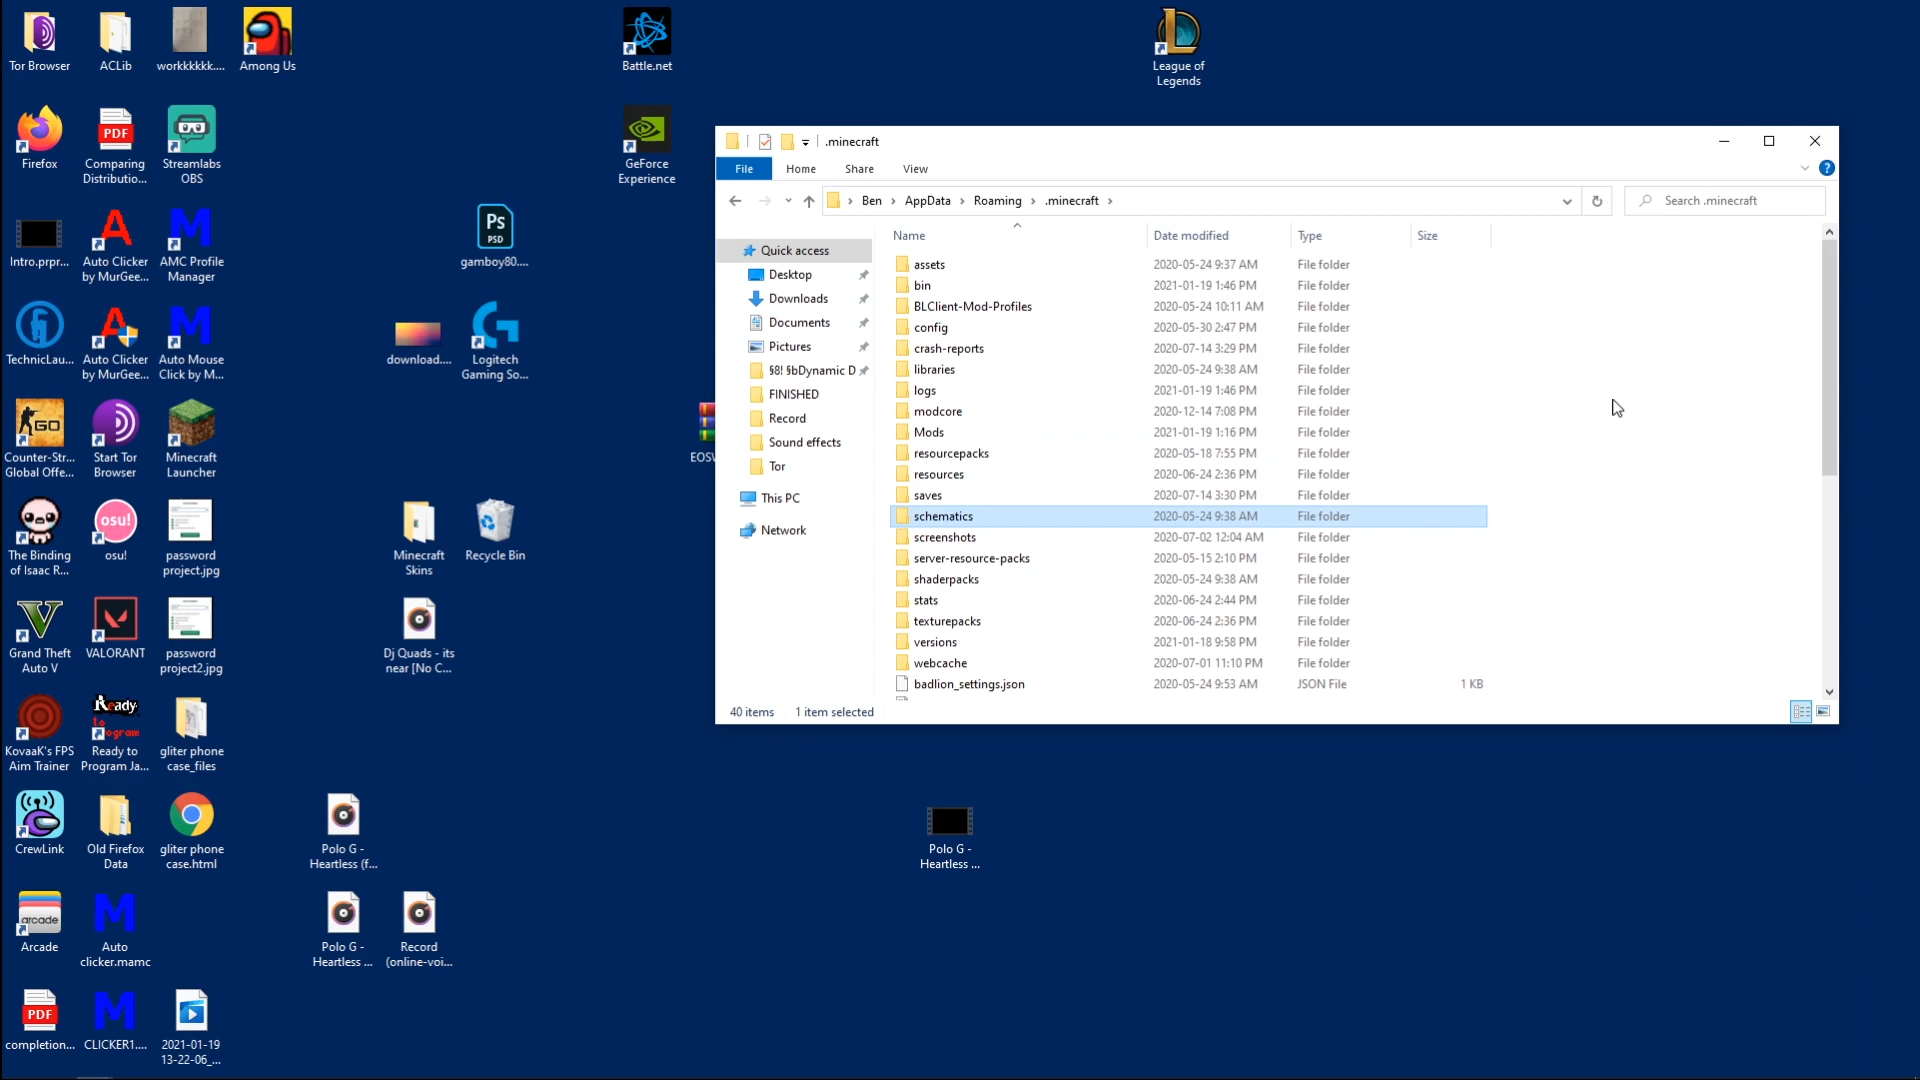 Tor Browser
ACLib
workkkkkk....
Among Us
Battle.net
League of
Legends
PDF
Firefox
Comparing
Distributio...
Streamlabs
OBS
GeForce
Experience
Intro.prpr...
Auto Clicker
by MurGee...
AMC Profile
Manager
Ps
PSD
gamboy80....
TechnicLau...
Auto Clicker
by MurGee...
Auto Mouse
Click by M...
download....
Logitech
Gaming So...
GO
Counter-Str...
Global Offe...
Start Tor
Browser
Minecraft
Launcher
osu!
The Binding
of Isaac R...
osu!
password
project.jpg
Minecraft
Skins
Recycle Bin
Grand Theft
Auto V
VALORANT
password
project2.jpg
Dj Quads - its
near [No C...
Ready
to
KovaaK's FPS
Aim Trainer
Ready to
Program Ja...
gliter phone
case_files
CrewLink
Old Firefox
Data
gliter phone
case.html
Polo G -
Heartless (f...
Polo G -
Heartless ...
arcade
Arcade
Auto
clicker.mamc
Polo G -
Heartless ...
Record
(online-voi...
PDF
completion...
CLICKER1....
2021-01-19
13-22-06_...
.minecraft
File Home Share View
Ben AppData Roaming .minecraft
Search .minecraft
Quick access
Desktop
Downloads
Documents
Pictures
§8! §bDynamic D
FINISHED
Record
Sound effects
Tor
This PC
Network
Name Date modified Type Size
assets 2020-05-24 9:37 AM File folder
bin 2021-01-19 1:46 PM File folder
BLClient-Mod-Profiles 2020-05-24 10:11 AM File folder
config 2020-05-30 2:47 PM File folder
crash-reports 2020-07-14 3:29 PM File folder
libraries 2020-05-24 9:38 AM File folder
logs 2021-01-19 1:46 PM File folder
modcore 2020-12-14 7:08 PM File folder
Mods 2021-01-19 1:16 PM File folder
resourcepacks 2020-05-18 7:55 PM File folder
resources 2020-06-24 2:36 PM File folder
saves 2020-07-14 3:30 PM File folder
schematics 2020-05-24 9:38 AM File folder
screenshots 2020-07-02 12:04 AM File folder
server-resource-packs 2020-05-15 2:10 PM File folder
shaderpacks 2020-05-24 9:38 AM File folder
stats 2020-06-24 2:44 PM File folder
texturepacks 2020-06-24 2:36 PM File folder
versions 2021-01-18 9:58 PM File folder
webcache 2020-07-01 11:10 PM File folder
badlion_settings.json 2020-05-24 9:53 AM JSON File 1 KB
40 items 1 item selected